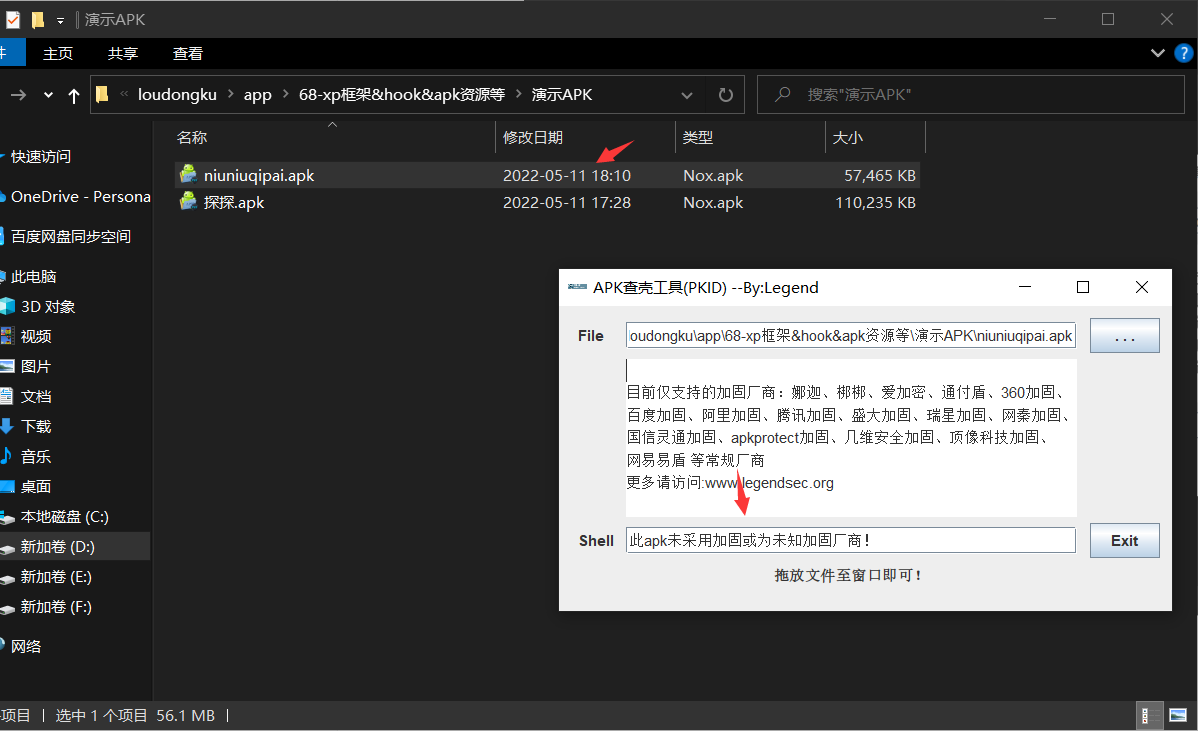 演示APK
件 主页 共享 查看
« loudongku › app › 68-xp框架&hook&apk资源等 › 演示APK 搜索"演示APK"
名称 修改日期 类型 大小
niuniuqipai.apk 2022-05-11 18:10 Nox.apk 57,465 KB
探探.apk 2022-05-11 17:28 Nox.apk 110,235 KB
快速访问
OneDrive - Persona
百度网盘同步空间
此电脑
3D 对象
视频
图片
文档
下载
音乐
桌面
本地磁盘 (C:)
新加卷 (D:)
新加卷 (E:)
新加卷 (F:)
网络
APK查壳工具(PKID) --By:Legend
File oudongku\app\68-xp框架&hook&apk资源等\演示APK\niuniuqipai.apk ...
目前仅支持的加固厂商：娜迦、梆梆、爱加密、通付盾、360加固、
百度加固、阿里加固、腾讯加固、盛大加固、瑞星加固、网秦加固、
国信灵通加固、apkprotect加固、几维安全加固、顶像科技加固、
网易易盾 等常规厂商
更多请访问:www.legendsec.org
Shell 此apk未采用加固或为未知加固厂商！ Exit
拖放文件至窗口即可！
项目 选中 1 个项目 56.1 MB